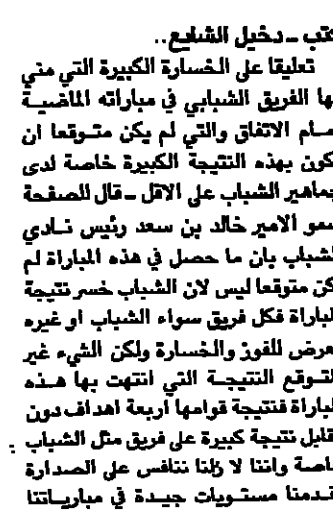 كتب ـ دخيل الشايع..
تعليقا على الخسارة الكبيرة التي مني
بها الفريق الشبابي في مباراته الماضية
امام الاتفاق والتي لم يكن متوقعا ان
تكون بهذه النتيجة الكبيرة خاصة لدى
جماهير الشباب على الاقل ـ قال للصفحة
سمو الامير خالد بن سعد رئيس نادي
الشباب بان ما حصل في هذه المباراة لم
يكن متوقعا ليس لان الشباب خسر نتيجة
المباراة فكل فريق سواء الشباب او غيره
معرض للفوز والخسارة ولكن الشيء غير
المتوقع النتيجة التي انتهت بها هذه
المباراة فنتيجة قوامها اربعة اهداف دون
مقابل نتيجة كبيرة على فريق مثل الشباب
خاصة واننا لا زلنا ننافس على الصدارة
وقدمنا مستويات جيدة في مبارياتنا